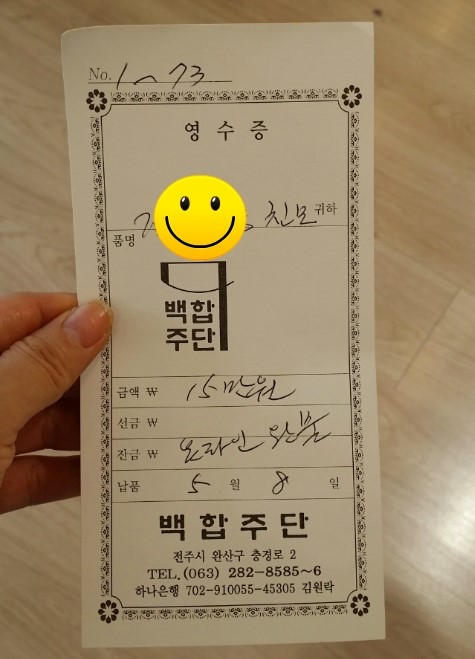 No. 1~73
영수증
친모 귀하
품명
백합
주단
금액 ₩ 15만원
선금 ₩
잔금 ₩ 온라인 완불
납품 5 월 8 일
백합주단
전주시 완산구 충경로 2
TEL.(063) 282-8585~6
하나은행 702-910055-45305 김원락